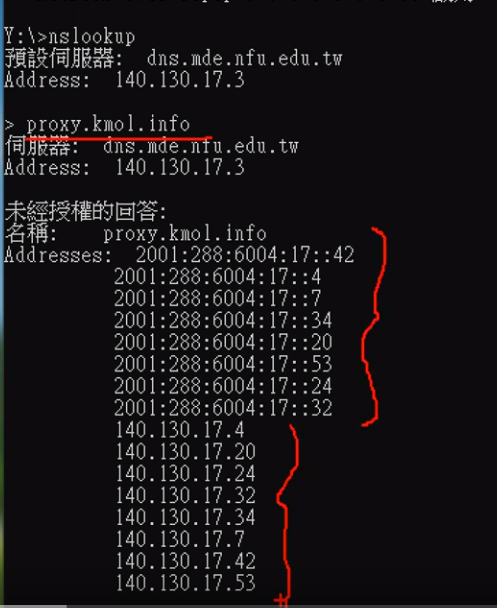 Y:\>nslookup
預設伺服器:  dns.mde.nfu.edu.tw
Address:  140.130.17.3
> proxy.kmol.info
伺服器:  dns.mde.nfu.edu.tw
Address:  140.130.17.3
未經授權的回答:
名稱:    proxy.kmol.info
Addresses:  2001:288:6004:17::42
2001:288:6004:17::4
2001:288:6004:17::7
2001:288:6004:17::34
2001:288:6004:17::20
2001:288:6004:17::53
2001:288:6004:17::24
2001:288:6004:17::32
140.130.17.4
140.130.17.20
140.130.17.24
140.130.17.32
140.130.17.34
140.130.17.7
140.130.17.42
140.130.17.53